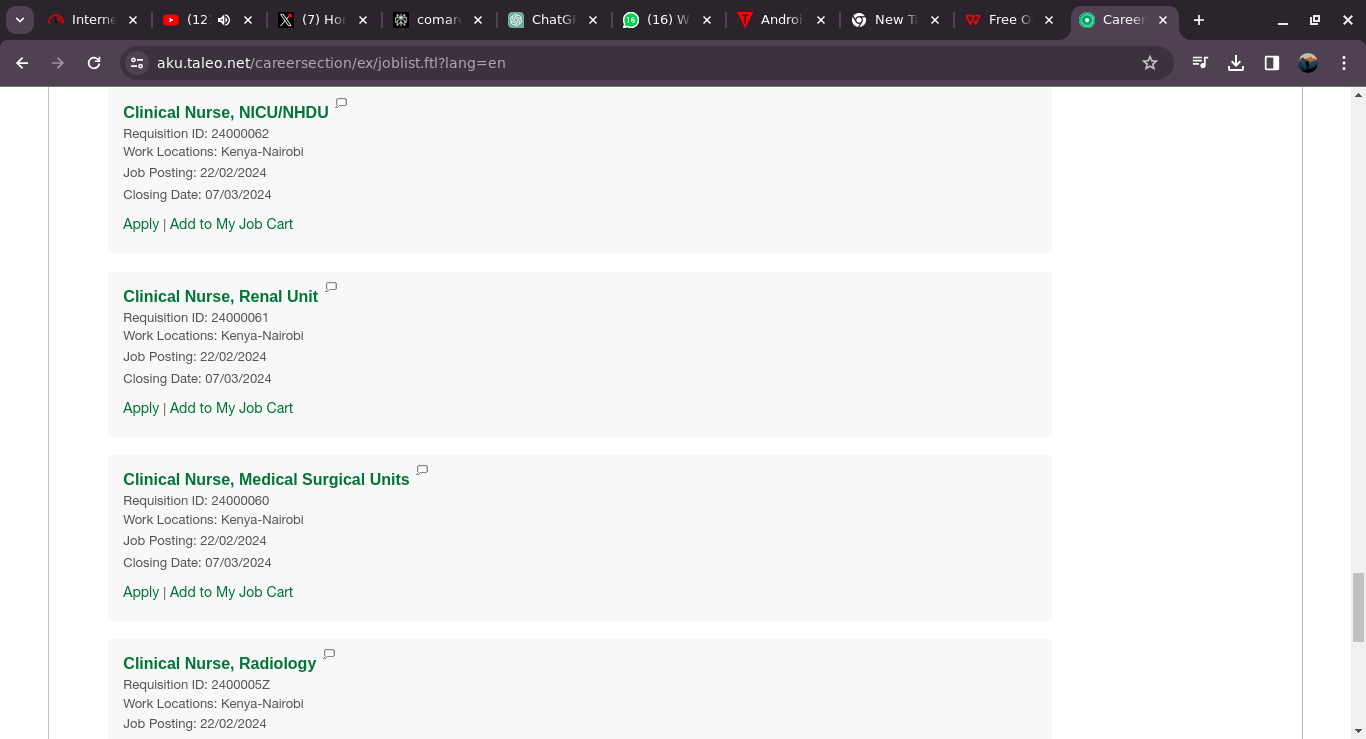 Interne
(12
(7) Ho
comar
ChatG
16
(16) W
Androi
New Ta
Free O
Career
aku.taleo.net/careersection/ex/joblist.ftl?lang=en
Clinical Nurse, NICU/NHDU
Requisition ID: 24000062
Work Locations: Kenya-Nairobi
Job Posting: 22/02/2024
Closing Date: 07/03/2024
Apply | Add to My Job Cart
Clinical Nurse, Renal Unit
Requisition ID: 24000061
Work Locations: Kenya-Nairobi
Job Posting: 22/02/2024
Closing Date: 07/03/2024
Apply | Add to My Job Cart
Clinical Nurse, Medical Surgical Units
Requisition ID: 24000060
Work Locations: Kenya-Nairobi
Job Posting: 22/02/2024
Closing Date: 07/03/2024
Apply | Add to My Job Cart
Clinical Nurse, Radiology
Requisition ID: 2400005Z
Work Locations: Kenya-Nairobi
Job Posting: 22/02/2024